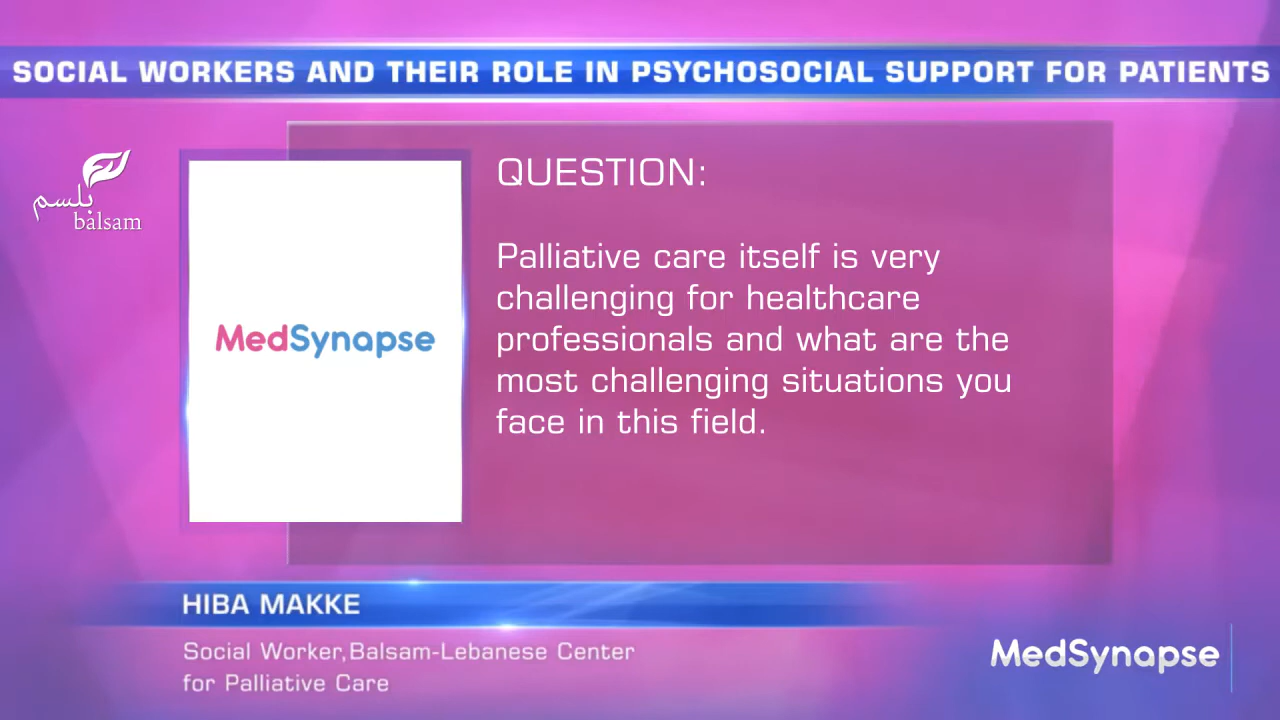 SOCIAL WORKERS AND THEIR ROLE IN PSYCHOSOCIAL SUPPORT FOR PATIENTS
بلسم
balsam
MedSynapse
QUESTION:
Palliative care itself is very
challenging for healthcare
professionals and what are the
most challenging situations you
face in this field.
HIBA MAKKE
Social Worker,Balsam-Lebanese Center
for Palliative Care
MedSynapse